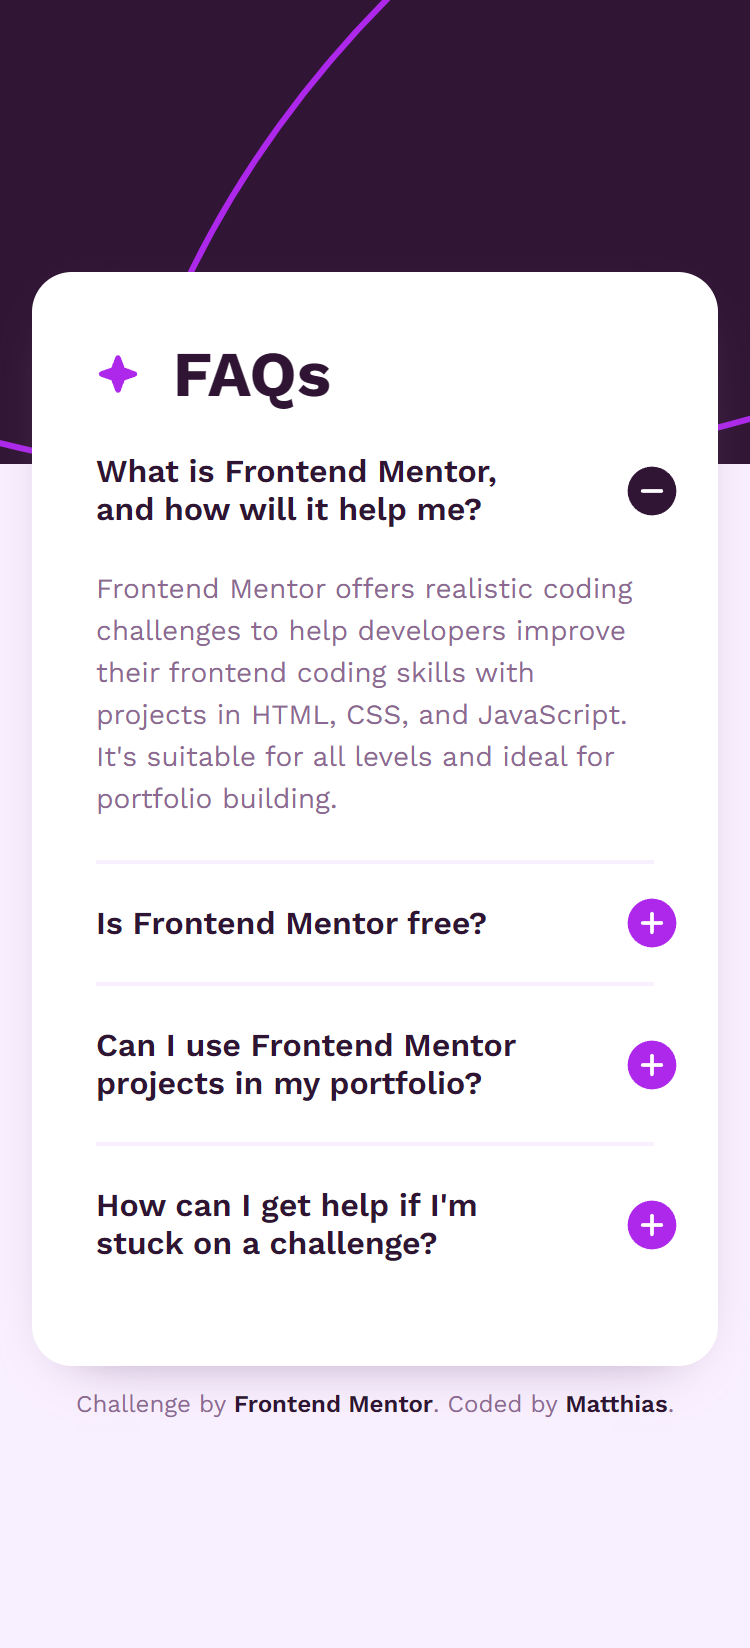 FAQs
What is Frontend Mentor,
and how will it help me?
Frontend Mentor offers realistic coding
challenges to help developers improve
their frontend coding skills with
projects in HTML, CSS, and JavaScript.
It's suitable for all levels and ideal for
portfolio building.
Is Frontend Mentor free?
Can I use Frontend Mentor
projects in my portfolio?
How can I get help if I'm
stuck on a challenge?
Challenge by Frontend Mentor. Coded by Matthias.